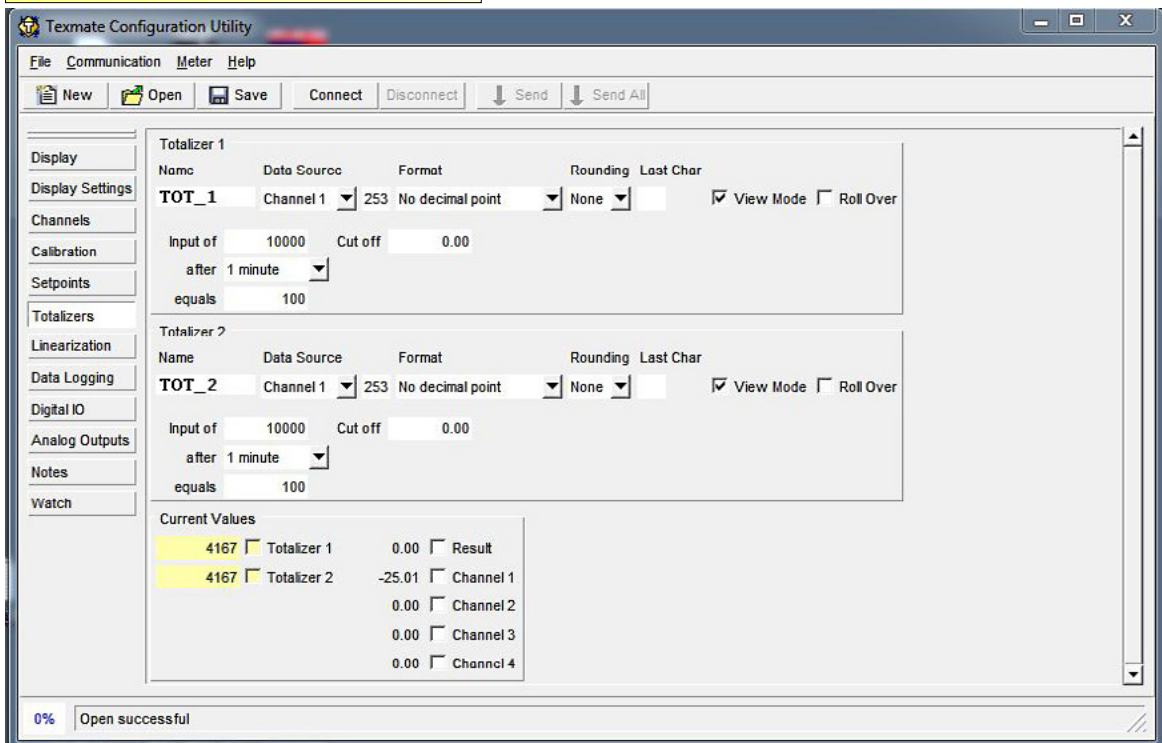 Texmate Configuration Utility
File Communication Meter Help
New Open Save Connect Disconnect Send Send All
Display
Display Settings
Channels
Calibration
Setpoints
Totalizers
Linearization
Data Logging
Digital IO
Analog Outputs
Notes
Watch
Totalizer 1
Name Data Source Format Rounding Last Char
TOT_1 Channel 1 253 No decimal point None View Mode Roll Over
Input of 10000 Cut off 0.00
after 1 minute
equals 100
Totalizer 2
Name Data Source Format Rounding Last Char
TOT_2 Channel 1 253 No decimal point None View Mode Roll Over
Input of 10000 Cut off 0.00
after 1 minute
equals 100
Current Values
4167 Totalizer 1 0.00 Result
4167 Totalizer 2 -25.01 Channel 1
0.00 Channel 2
0.00 Channel 3
0.00 Channel 4
0% Open successful